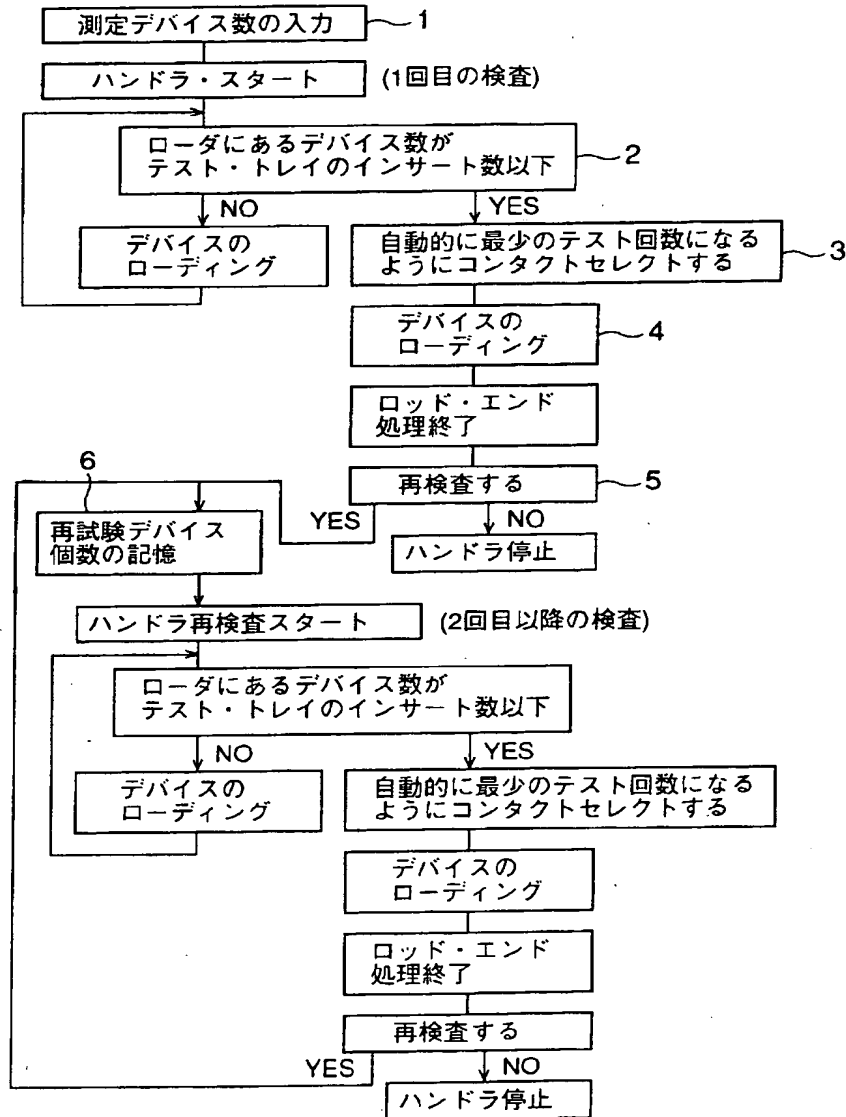 測定デバイス数の入力
1
ハンドラ・スタート
(1回目の検査)
ローダにあるデバイス数が
テスト・トレイのインサート数以下
2
NO
YES
デバイスの
ローディング
自動的に最少のテスト回数になる
ようにコンタクトセレクトする
3
デバイスの
ローディング
4
ロッド・エンド
処理終了
再検査する
5
YES
NO
ハンドラ停止
6
再試験デバイス
個数の記憶
ハンドラ再検査スタート
(2回目以降の検査)
ローダにあるデバイス数が
テスト・トレイのインサート数以下
NO
YES
デバイスの
ローディング
自動的に最少のテスト回数になる
ようにコンタクトセレクトする
デバイスの
ローディング
ロッド・エンド
処理終了
再検査する
YES
NO
ハンドラ停止